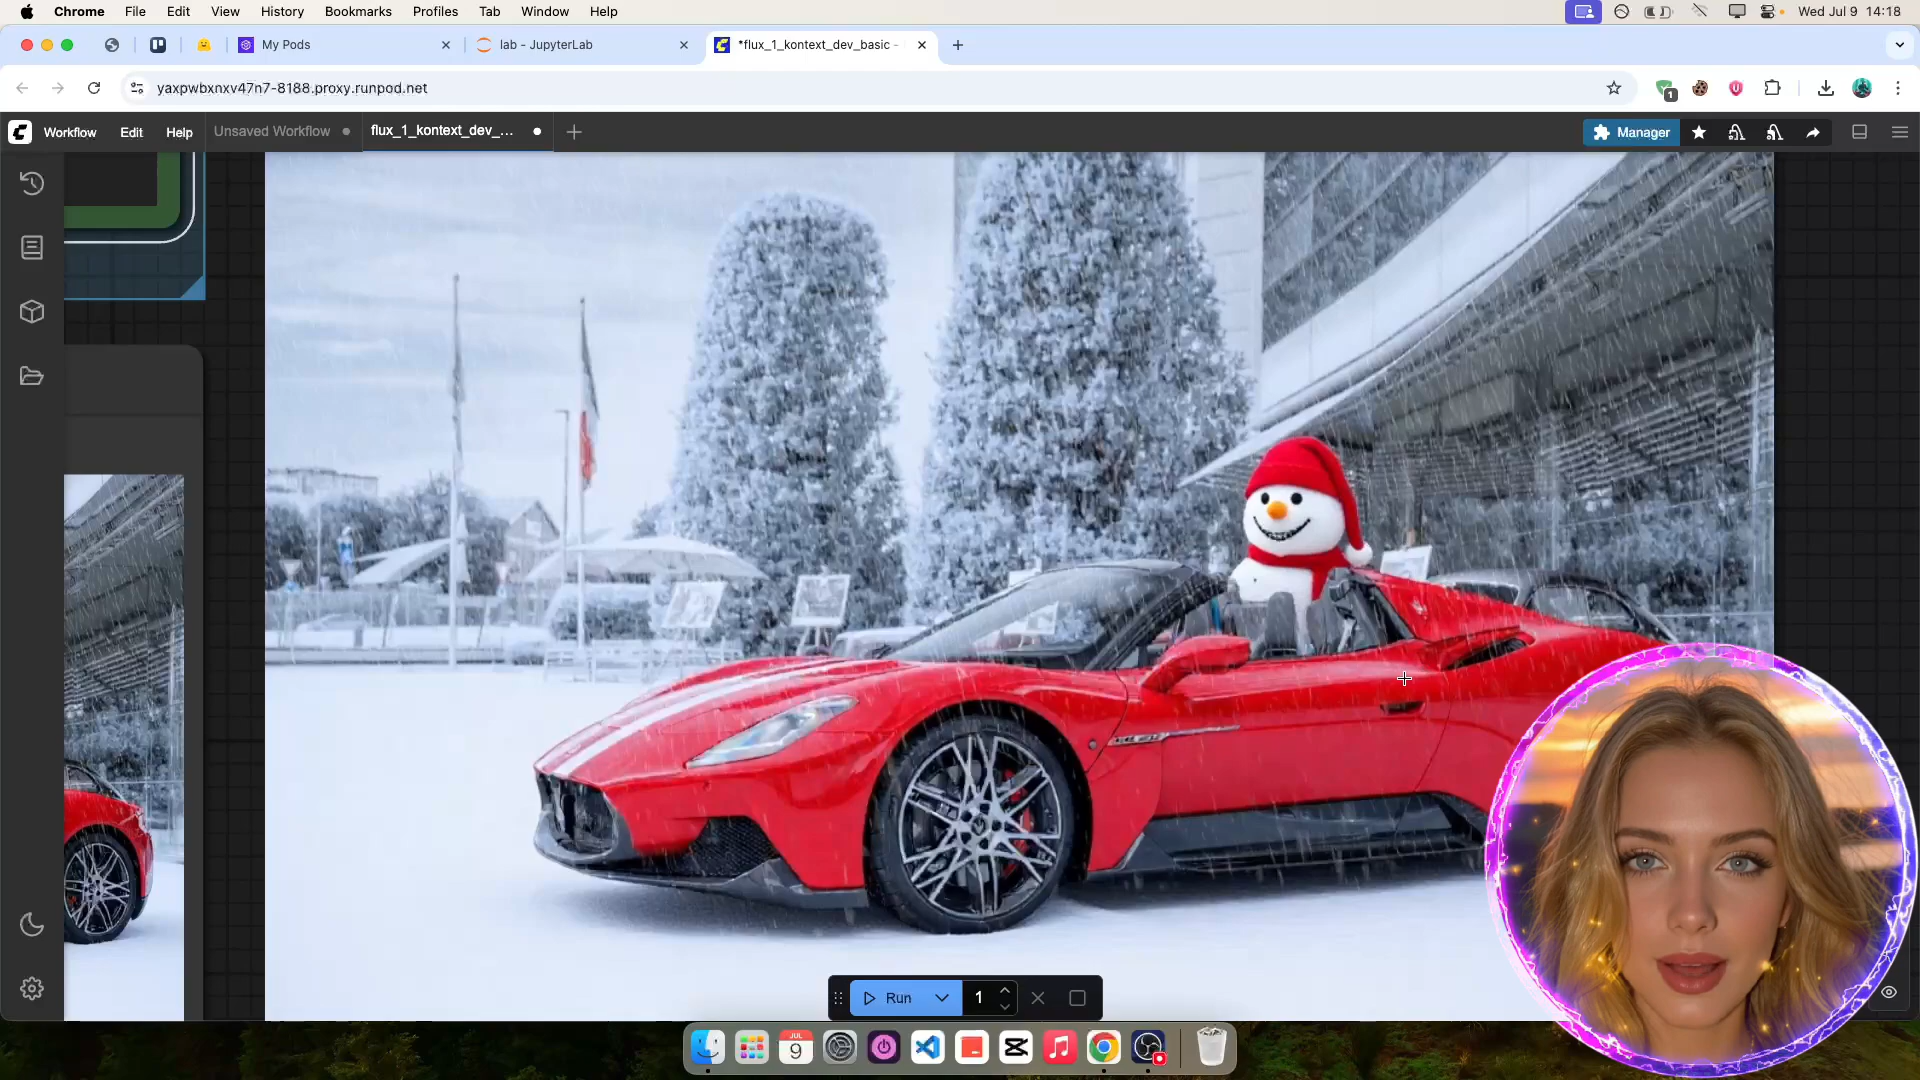 Chrome File Edit View History Bookmarks Profiles Tab Window Help Wed Jul 9 14:18
My Pods lab - JupyterLab *flux_1_kontext_dev_basic -
yaxpwbxnxv47n7-8188.proxy.runpod.net 1
Workflow Edit Help Unsaved Workflow flux_1_kontext_dev_... Manager
Run 1
JUL
9